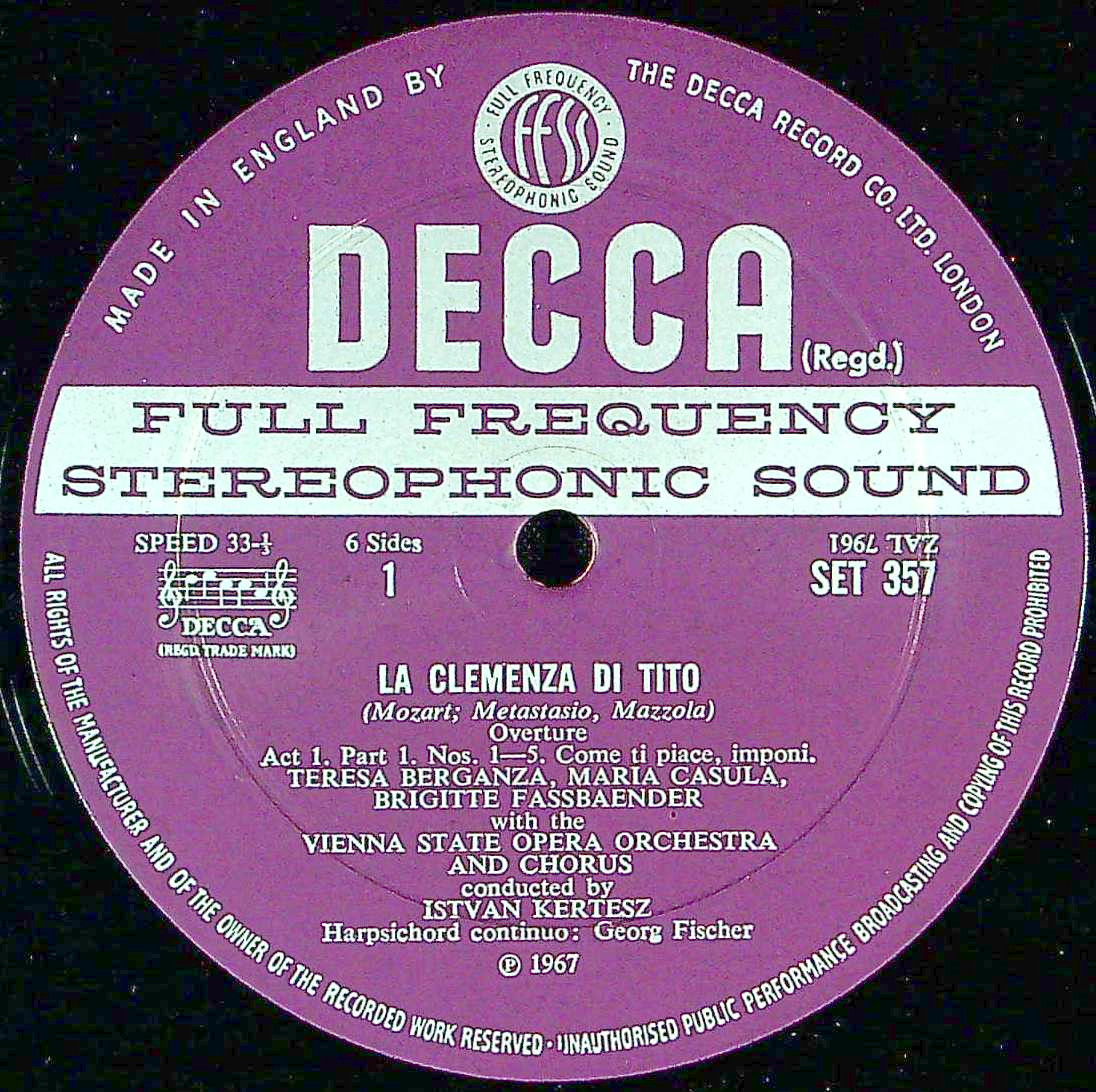 MADE IN ENGLAND BY THE DECCA RECORD CO. LTD. LONDON
· FULL FREQUENCY · STEREOPHONIC SOUND
FFSS
DECCA (Regd.)
FULL FREQUENCY
STEREOPHONIC SOUND
SPEED 33-⅓
6 Sides
1
ZAL 7961
SET 357
DECCA
(REGD. TRADE MARK)
LA CLEMENZA DI TITO
(Mozart; Metastasio, Mazzola)
Overture
Act 1. Part 1. Nos. 1—5. Come ti piace, imponi.
TERESA BERGANZA, MARIA CASULA,
BRIGITTE FASSBAENDER
with the
VIENNA STATE OPERA ORCHESTRA
AND CHORUS
conducted by
ISTVAN KERTESZ
Harpsichord continuo: Georg Fischer
℗ 1967
ALL RIGHTS OF THE MANUFACTURER AND OF THE OWNER OF THE RECORDED WORK RESERVED · UNAUTHORISED PUBLIC PERFORMANCE BROADCASTING AND COPYING OF THIS RECORD PROHIBITED